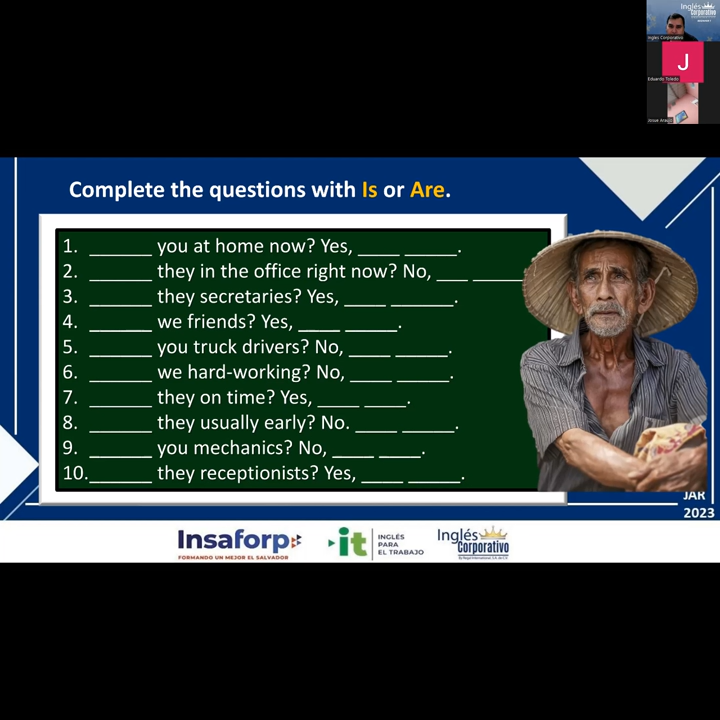 Inglés
Corporativo
Inglés Corporativo
J
Eduardo Toledo
Josue Arauz
Complete the questions with Is or Are.
1. ______ you at home now? Yes, ____ _____.
2. ______ they in the office right now? No, ___ _____
3. ______ they secretaries? Yes, ____ ______.
4. ______ we friends? Yes, ____ _____.
5. ______ you truck drivers? No, ____ _____.
6. ______ we hard-working? No, ____ _____.
7. ______ they on time? Yes, ____ ____.
8. ______ they usually early? No. ____ _____.
9. ______ you mechanics? No, ____ ____.
10.______ they receptionists? Yes, ____ _____.
JAR
2023
Insaforp
FORMANDO UN MEJOR EL SALVADOR
it
INGLÉS
PARA
EL TRABAJO
Inglés
Corporativo